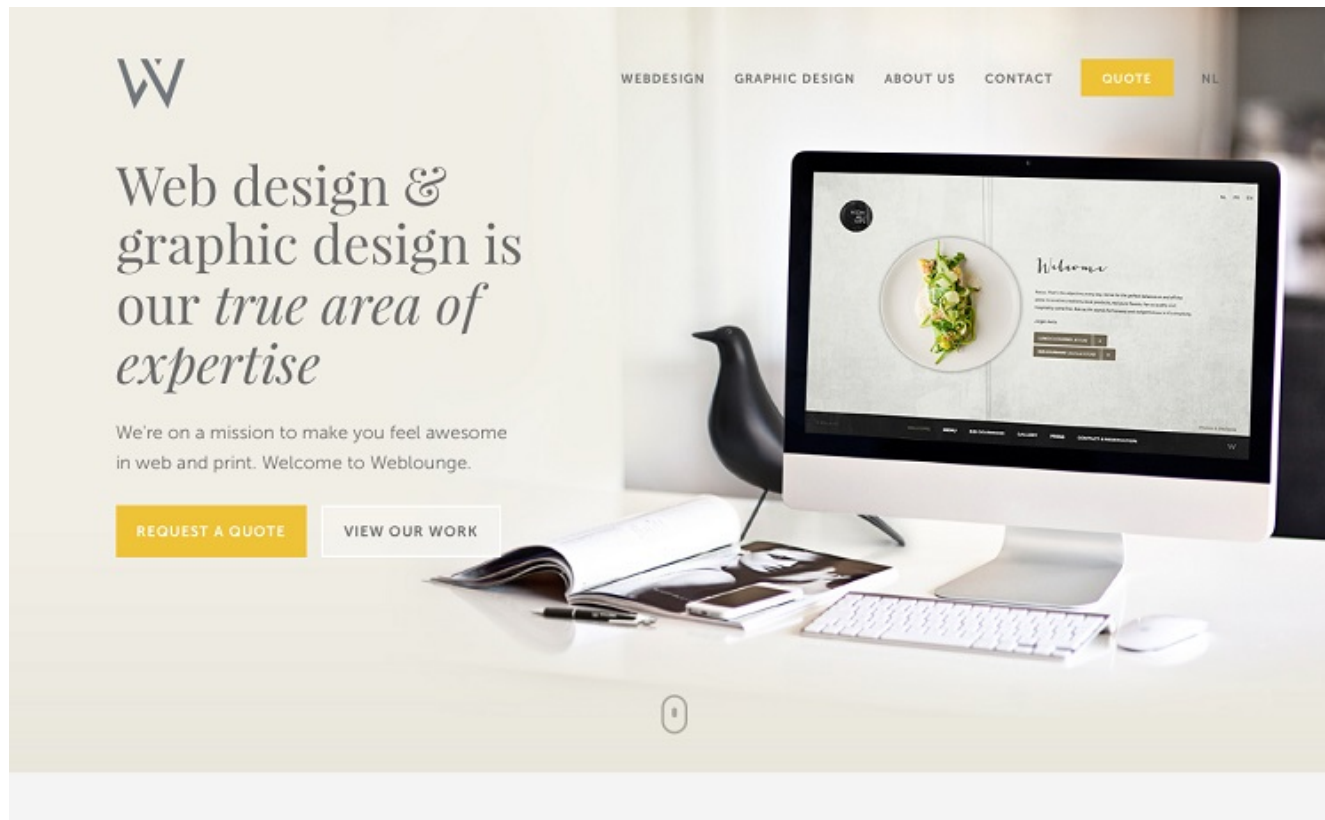 W
WEBDESIGN
GRAPHIC DESIGN
ABOUT US
CONTACT
QUOTE
NL
Web design &
graphic design is
our true area of
expertise
We're on a mission to make you feel awesome
in web and print. Welcome to Weblounge.
REQUEST A QUOTE
VIEW OUR WORK
Welcome
MENU
GALLERY
W